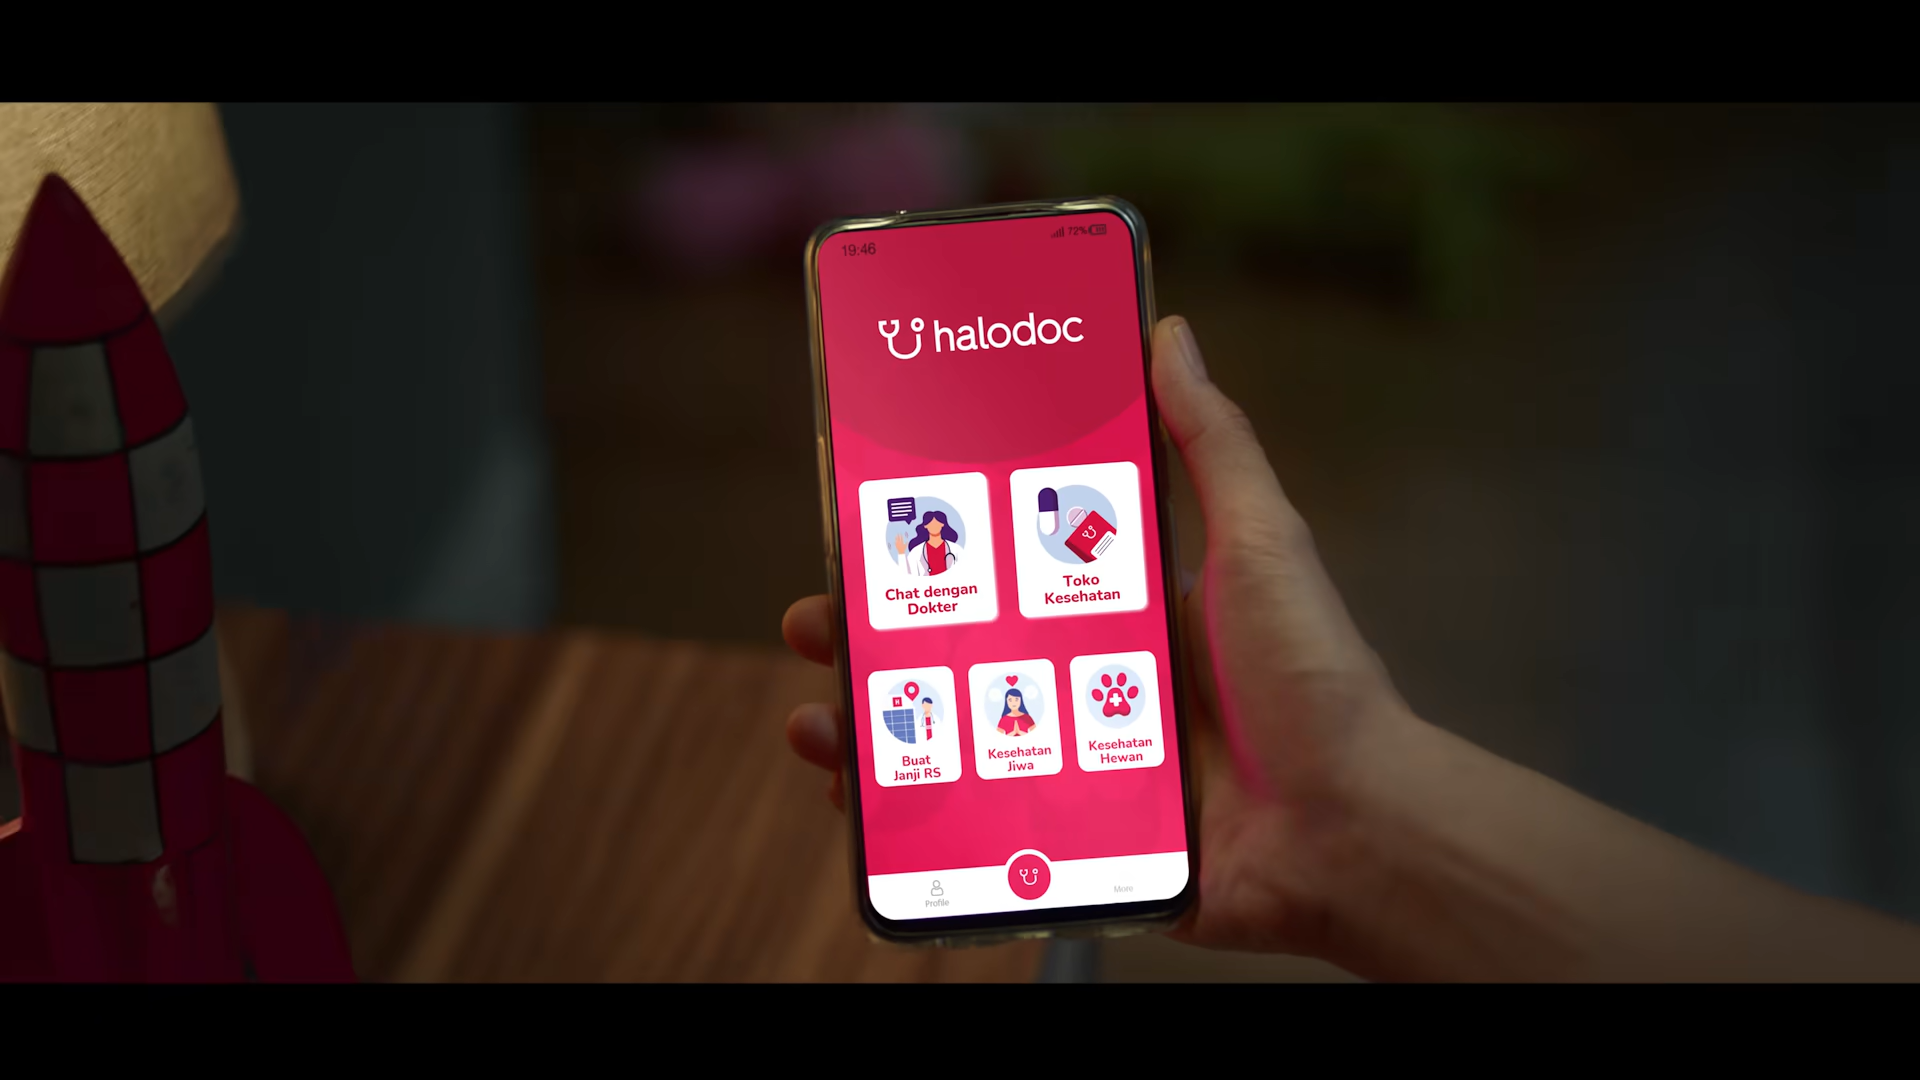 19:46
72%
halodoc
Chat dengan
Dokter
Toko
Kesehatan
Buat
Janji RS
Kesehatan
Jiwa
Kesehatan
Hewan
Profile
More